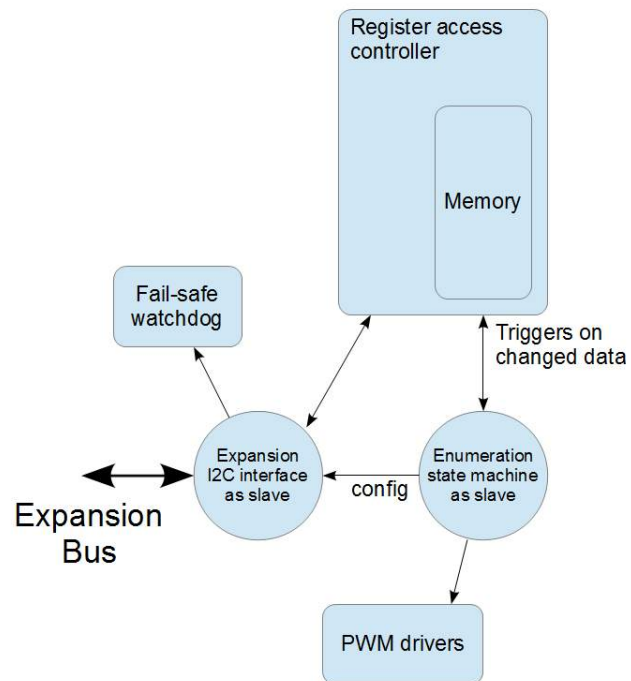 Register access
controller
Memory
Fail-safe
watchdog
Triggers on
changed data
Expansion
I2C interface
as slave
config
Enumeration
state machine
as slave
Expansion
Bus
PWM drivers